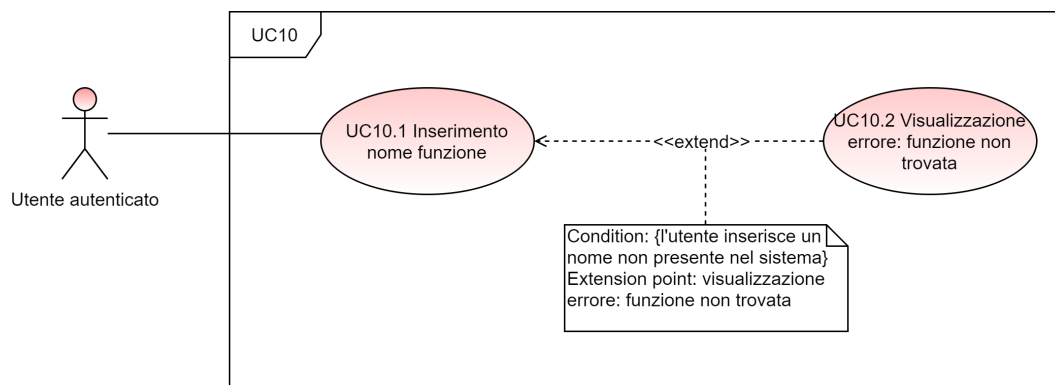 UC10
UC10.1 Inserimento
nome funzione
<<extend>>
UC10.2 Visualizzazione
errore: funzione non
trovata
Utente autenticato
Condition: {l'utente inserisce un
nome non presente nel sistema}
Extension point: visualizzazione
errore: funzione non trovata